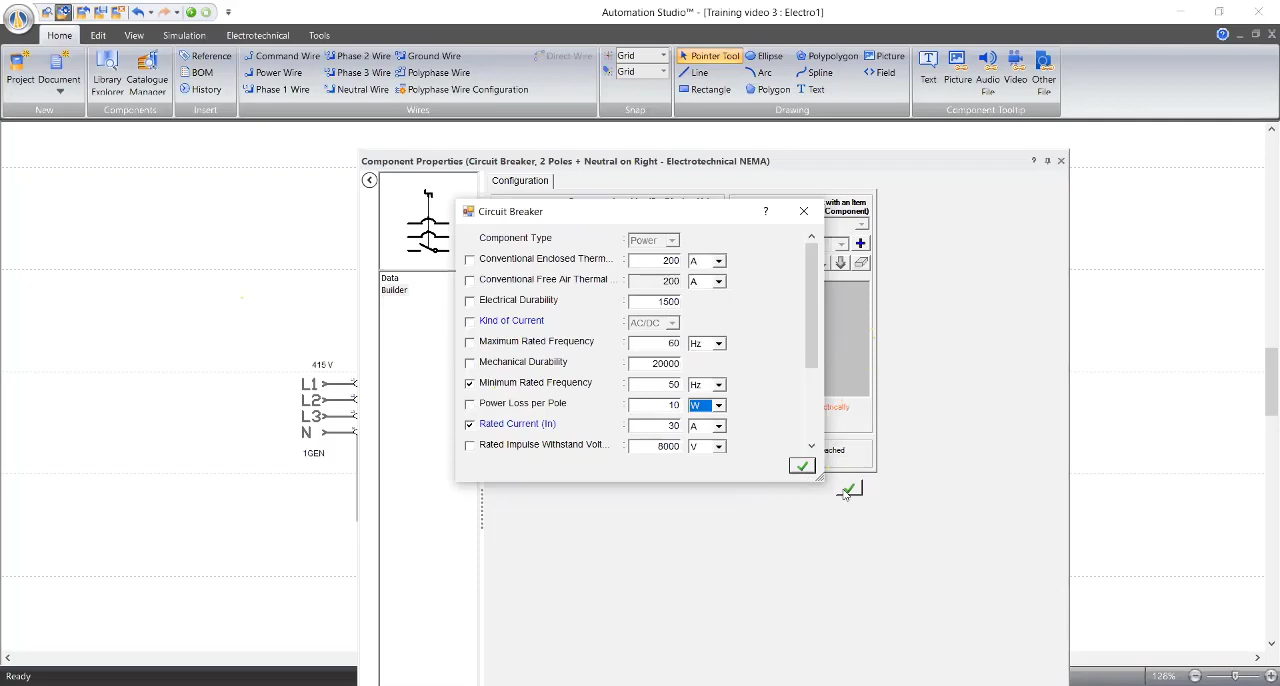 Automation Studio™ - [Training video 3 : Electro1]
Home Edit View Simulation Electrotechnical Tools
Project Document
New
Library Explorer
Catalogue Manager
Components
Reference
BOM
History
Insert
Command Wire Phase 2 Wire Ground Wire Direct Wire
Power Wire Phase 3 Wire Polyphase Wire
Phase 1 Wire Neutral Wire Polyphase Wire Configuration
Wires
Grid
Grid
Snap
Pointer Tool Ellipse Polypolygon Picture
Line Arc Spline Field
Rectangle Polygon Text
Drawing
Text Picture Audio File Video Other File
Component Tooltip
Component Properties (Circuit Breaker, 2 Poles + Neutral on Right - Electrotechnical NEMA)
Configuration
with an Item
Component)
Data
Builder
Circuit Breaker
Component Type : Power
Conventional Enclosed Therm... : 200 A
Conventional Free Air Thermal ... : 200 A
Electrical Durability : 1500
Kind of Current : AC/DC
Maximum Rated Frequency : 60 Hz
Mechanical Durability : 20000
Minimum Rated Frequency : 50 Hz
Power Loss per Pole : 10 W
Rated Current (In) : 30 A
Rated Impulse Withstand Volt... : 8000 V
415 V
L1
L2
L3
N
1GEN
Ready
128%